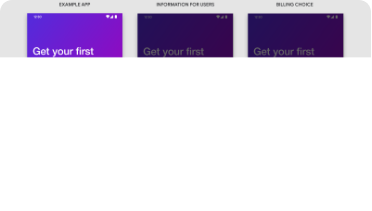 EXAMPLE APP
INFORMATION FOR USERS
BILLING CHOICE
Get your first
Get your first
Get your first